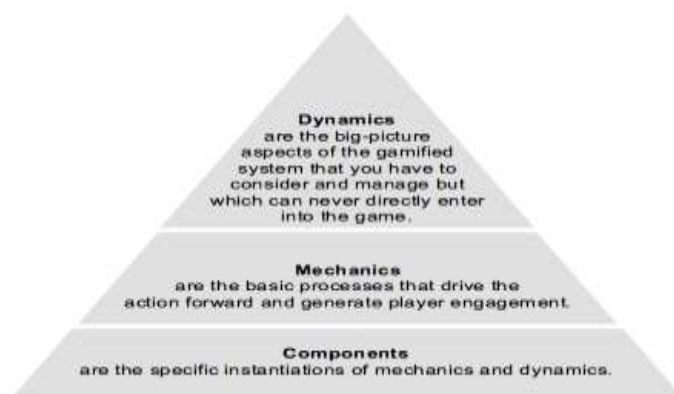 Dynamics
are the big-picture
aspects of the gamified
system that you have to
consider and manage but
which can never directly enter
into the game.
Mechanics
are the basic processes that drive the
action forward and generate player engagement.
Components
are the specific instantiations of mechanics and dynamics.